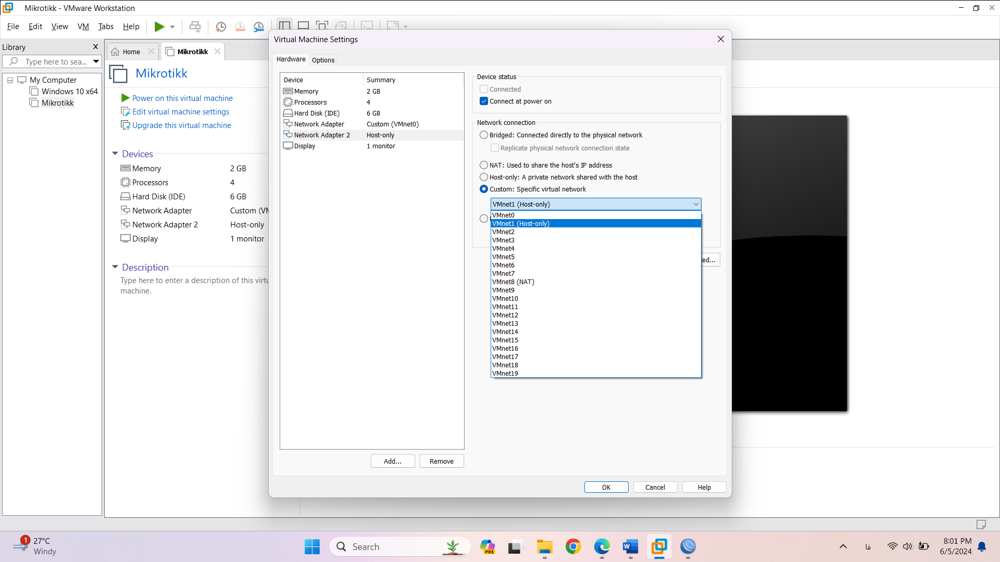 Mikrotikk - VMware Workstation
File Edit View VM Tabs Help
Library
Type here to sea...
My Computer
Windows 10 x64
Mikrotikk
Home
Mikrotikk
Mikrotikk
Power on this virtual machine
Edit virtual machine settings
Upgrade this virtual machine
Devices
Memory 2 GB
Processors 4
Hard Disk (IDE) 6 GB
Network Adapter Custom (VM
Network Adapter 2 Host-only
Display 1 monitor
Description
Type here to enter a description of this virtu
machine.
Virtual Machine Settings
Hardware Options
Device Summary
Memory 2 GB
Processors 4
Hard Disk (IDE) 6 GB
Network Adapter Custom (VMnet0)
Network Adapter 2 Host-only
Display 1 monitor
Add... Remove
Device status
Connected
Connect at power on
Network connection
Bridged: Connected directly to the physical network
Replicate physical network connection state
NAT: Used to share the host's IP address
Host-only: A private network shared with the host
Custom: Specific virtual network
VMnet1 (Host-only)
VMnet0
VMnet1 (Host-only)
VMnet2
VMnet3
VMnet4
VMnet5
VMnet6
VMnet7
VMnet8 (NAT)
VMnet9
VMnet10
VMnet11
VMnet12
VMnet13
VMnet14
VMnet15
VMnet16
VMnet17
VMnet18
VMnet19
ed...
OK Cancel Help
1
27°C
Windy
Search
PRE
W
فا
8:01 PM
6/5/2024